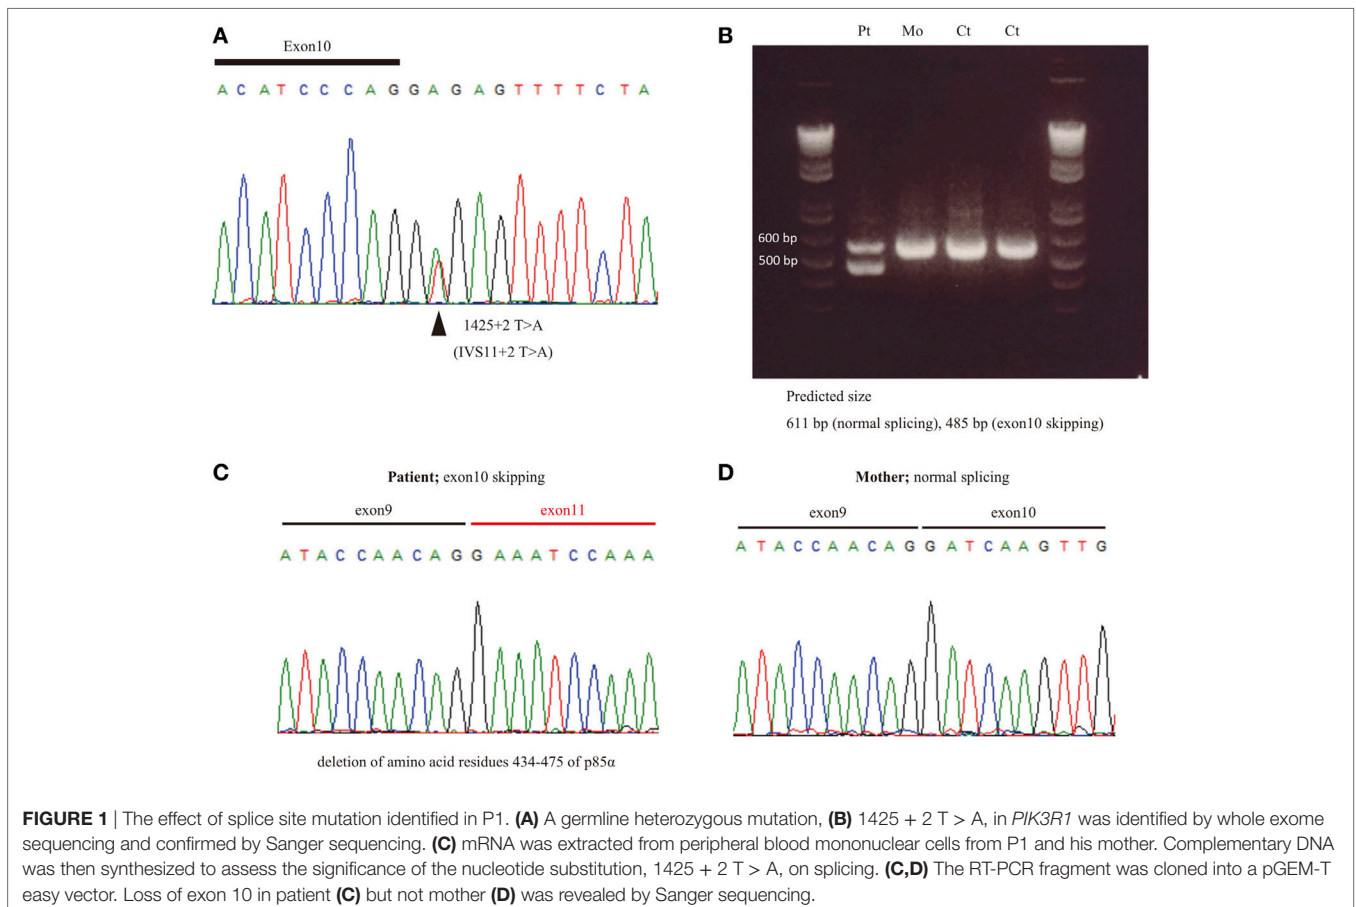 A
Exon10
A C A T C C C A G G A G A G T T T T C T A
1425+2 T>A
(IVS11+2 T>A)
B
Pt Mo Ct Ct
600 bp
500 bp
Predicted size
611 bp (normal splicing), 485 bp (exon10 skipping)
C
Patient; exon10 skipping
exon9 exon11
A T A C C A A C A G G A A A T C C A A A
deletion of amino acid residues 434-475 of p85α
D
Mother; normal splicing
exon9 exon10
A T A C C A A C A G G A T C A A G T T G
FIGURE 1 | The effect of splice site mutation identified in P1. (A) A germline heterozygous mutation, (B) 1425 + 2 T > A, in PIK3R1 was identified by whole exome
sequencing and confirmed by Sanger sequencing. (C) mRNA was extracted from peripheral blood mononuclear cells from P1 and his mother. Complementary DNA
was then synthesized to assess the significance of the nucleotide substitution, 1425 + 2 T > A, on splicing. (C,D) The RT-PCR fragment was cloned into a pGEM-T
easy vector. Loss of exon 10 in patient (C) but not mother (D) was revealed by Sanger sequencing.